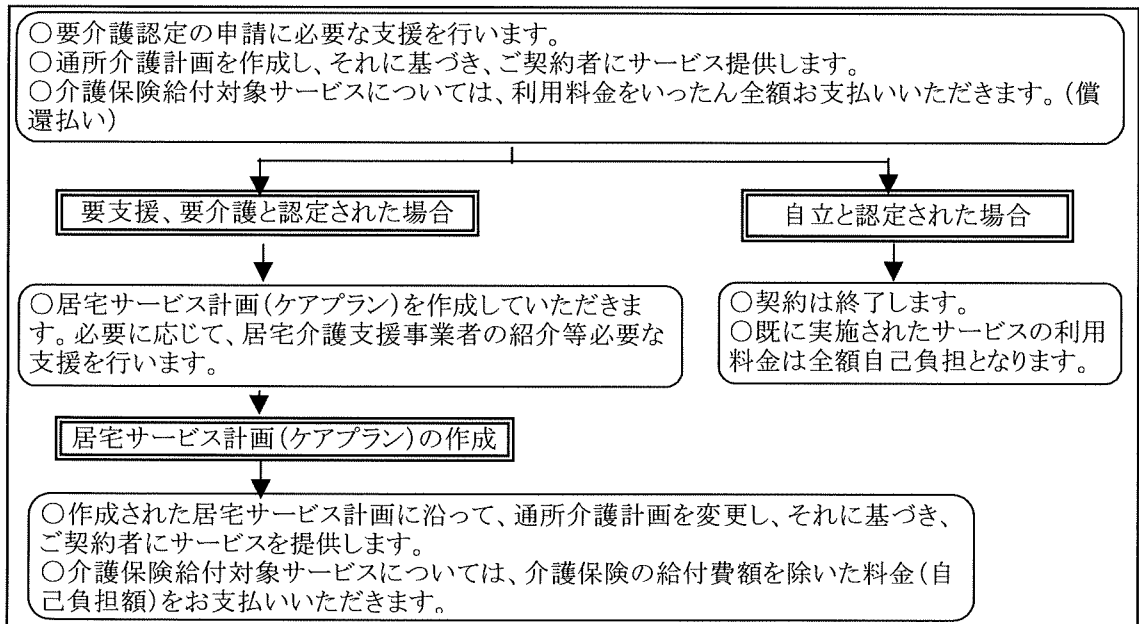 ○要介護認定の申請に必要な支援を行います。
○通所介護計画を作成し、それに基づき、ご契約者にサービス提供します。
○介護保険給付対象サービスについては、利用料金をいったん全額お支払いいただきます。(償
還払い)
要支援、要介護と認定された場合
自立と認定された場合
○居宅サービス計画(ケアプラン)を作成していただきま
す。必要に応じて、居宅介護支援事業者の紹介等必要な
支援を行います。
○契約は終了します。
○既に実施されたサービスの利用
料金は全額自己負担となります。
居宅サービス計画(ケアプラン)の作成
○作成された居宅サービス計画に沿って、通所介護計画を変更し、それに基づき、
ご契約者にサービスを提供します。
○介護保険給付対象サービスについては、介護保険の給付費額を除いた料金(自
己負担額)をお支払いいただきます。